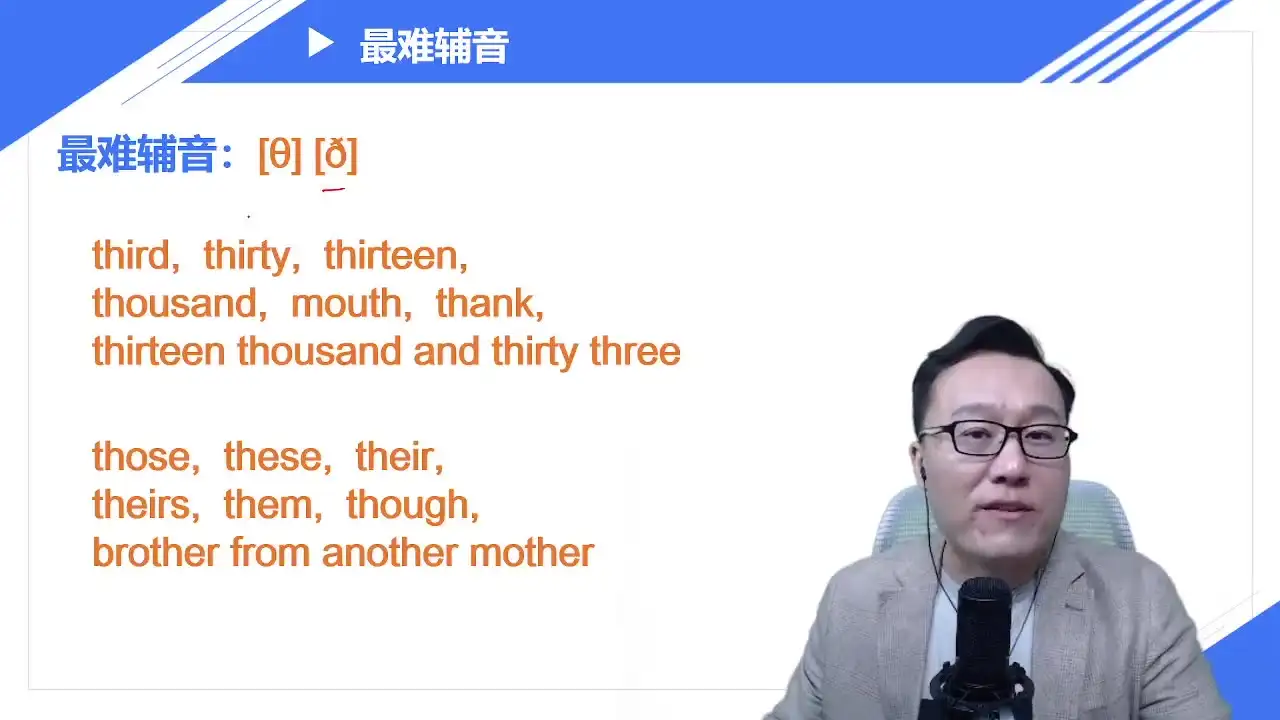 最难辅音
最难辅音：[θ] [ð]
third, thirty, thirteen,
thousand, mouth, thank,
thirteen thousand and thirty three
those, these, their,
theirs, them, though,
brother from another mother